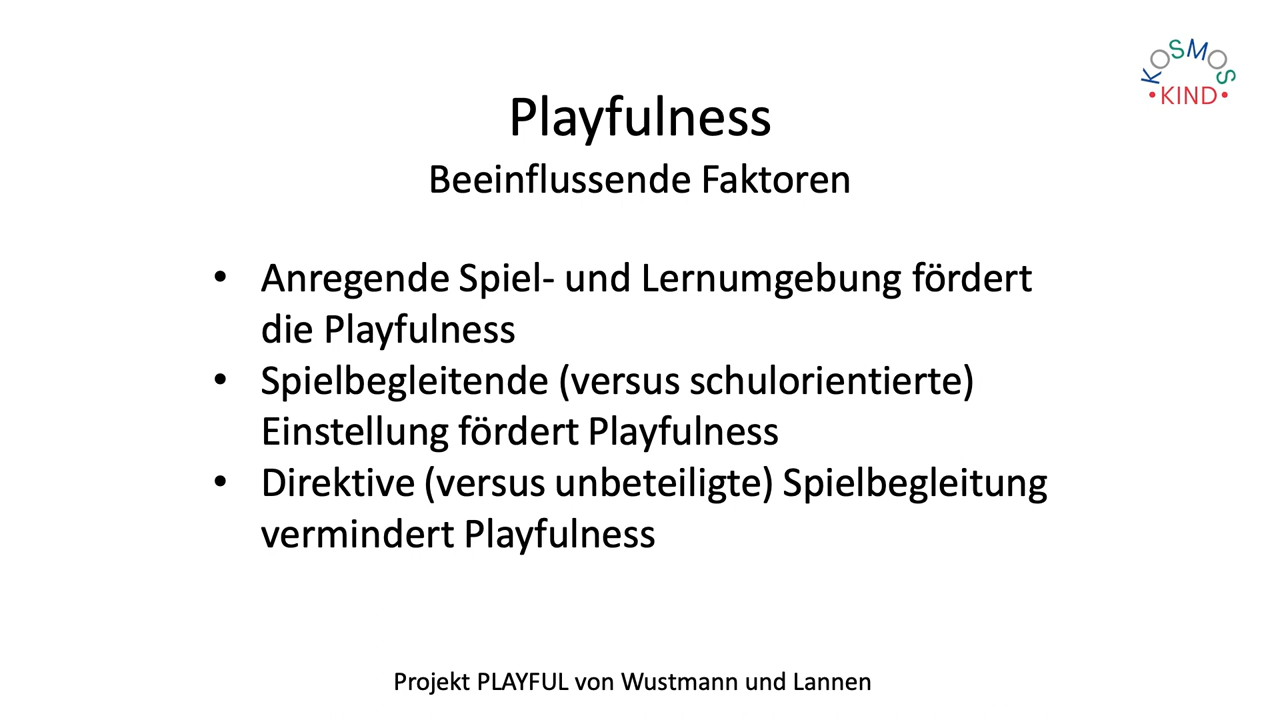 KOSMOS
•KIND•
Playfulness
Beeinflussende Faktoren
• Anregende Spiel- und Lernumgebung fördert
die Playfulness
• Spielbegleitende (versus schulorientierte)
Einstellung fördert Playfulness
• Direktive (versus unbeteiligte) Spielbegleitung
vermindert Playfulness
Projekt PLAYFUL von Wustmann und Lannen